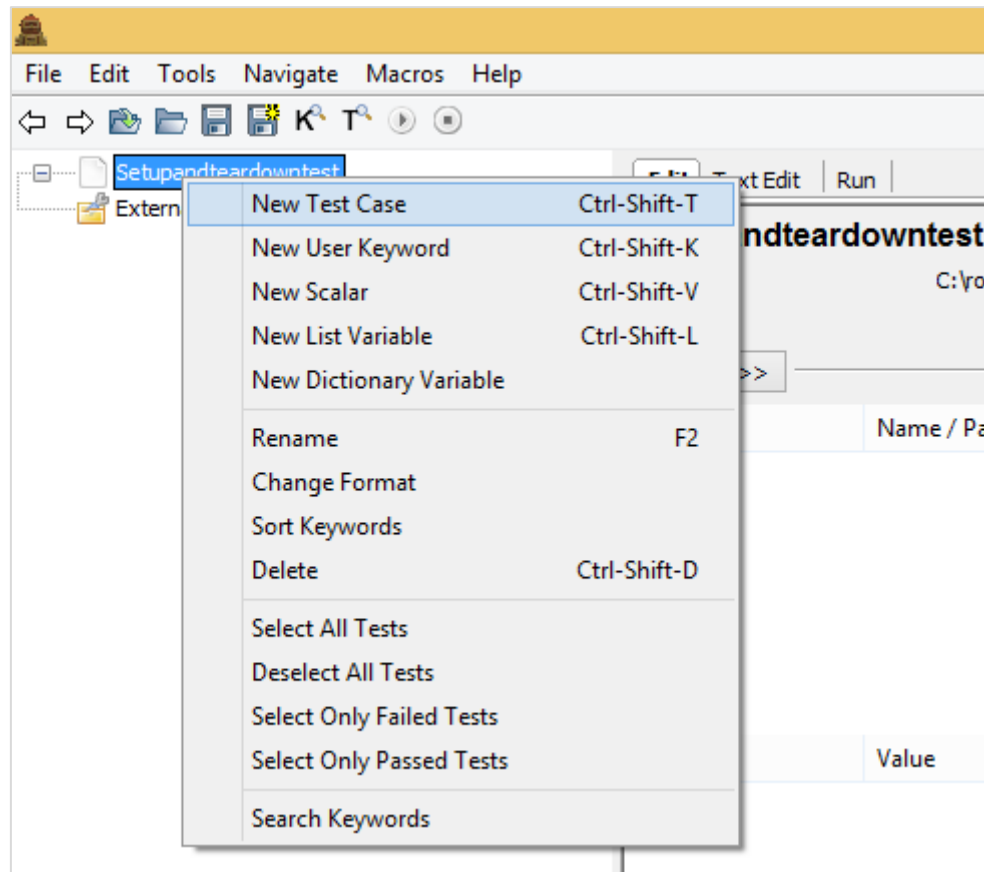 File Edit Tools Navigate Macros Help
K T
Setupandteardowntest
Edit Text Edit Run
Extern
New Test Case Ctrl-Shift-T
ndteardowntest
New User Keyword Ctrl-Shift-K
C:\ro
New Scalar Ctrl-Shift-V
New List Variable Ctrl-Shift-L
New Dictionary Variable
>>
Rename F2
Name / Pa
Change Format
Sort Keywords
Delete Ctrl-Shift-D
Select All Tests
Deselect All Tests
Select Only Failed Tests
Select Only Passed Tests
Value
Search Keywords